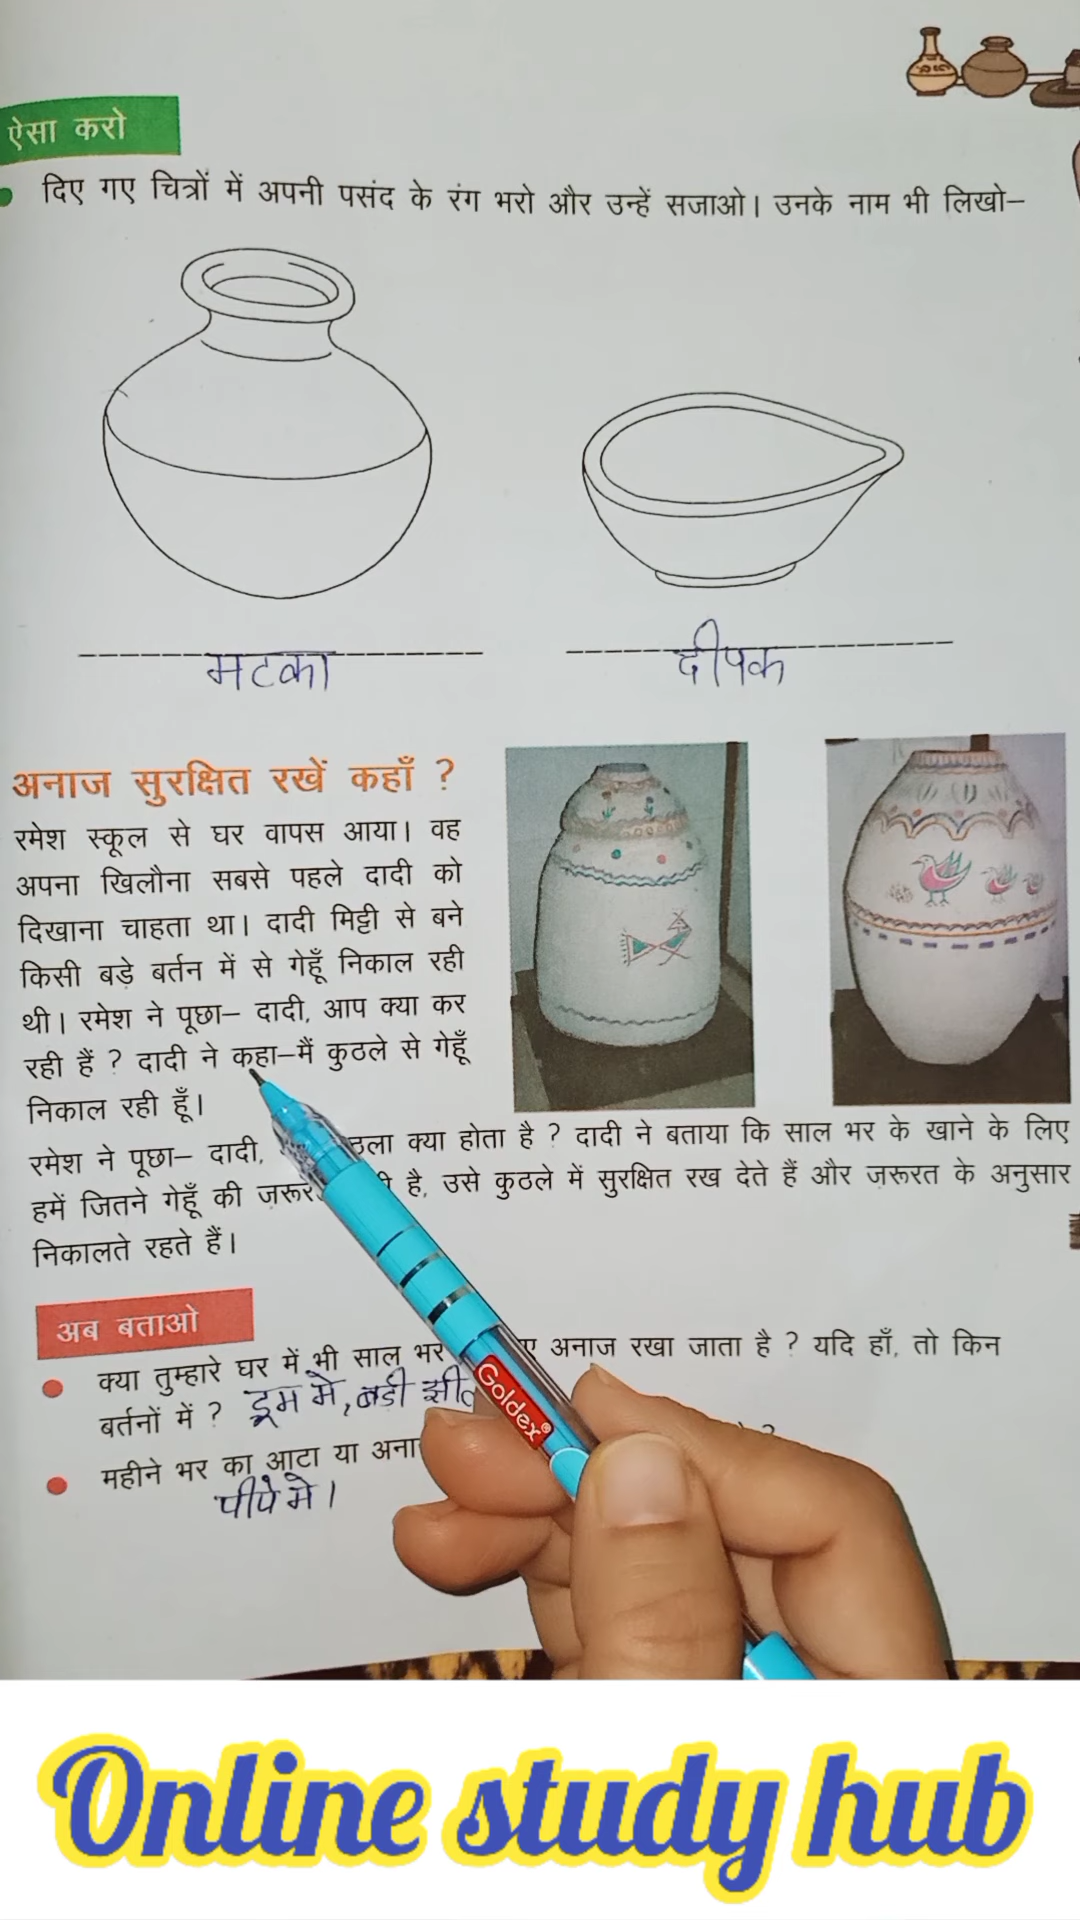 ऐसा करो
दिए गए चित्रों में अपनी पसंद के रंग भरो और उन्हें सजाओ। उनके नाम भी लिखो–
मटका
दीपक
अनाज सुरक्षित रखें कहाँ ?
रमेश स्कूल से घर वापस आया। वह
अपना खिलौना सबसे पहले दादी को
दिखाना चाहता था। दादी मिट्टी से बने
किसी बड़े बर्तन में से गेहूँ निकाल रही
थी। रमेश ने पूछा– दादी, आप क्या कर
रही हैं ? दादी ने कहा–मैं कुठले से गेहूँ
निकाल रही हूँ।
रमेश ने पूछा– दादी, ठला क्या होता है ? दादी ने बताया कि साल भर के खाने के लिए
हमें जितने गेहूँ की ज़रूर है, उसे कुठले में सुरक्षित रख देते हैं और ज़रूरत के अनुसार
निकालते रहते हैं।
अब बताओ
क्या तुम्हारे घर में भी साल भर अनाज रखा जाता है ? यदि हाँ, तो किन
बर्तनों में ? ड्रम मे, बडी
महीने भर का आटा या अना ?
पीपे मे।
Goldex
Online study hub